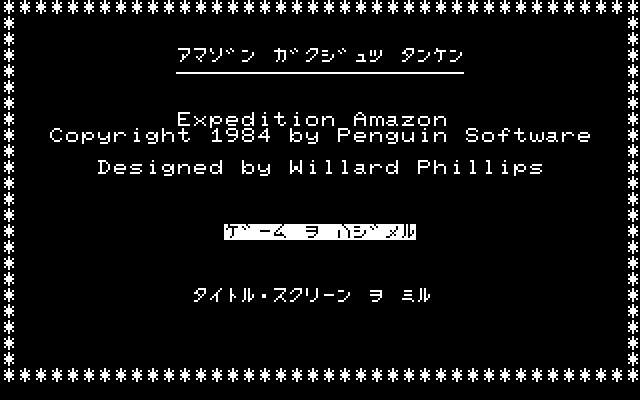 アマゾン ガクジュツ タンケン
Expedition Amazon
Copyright 1984 by Penguin Software
Designed by Willard Phillips
ゲーム ヲ ハジメル
タイトル・スクリーン ヲ ミル